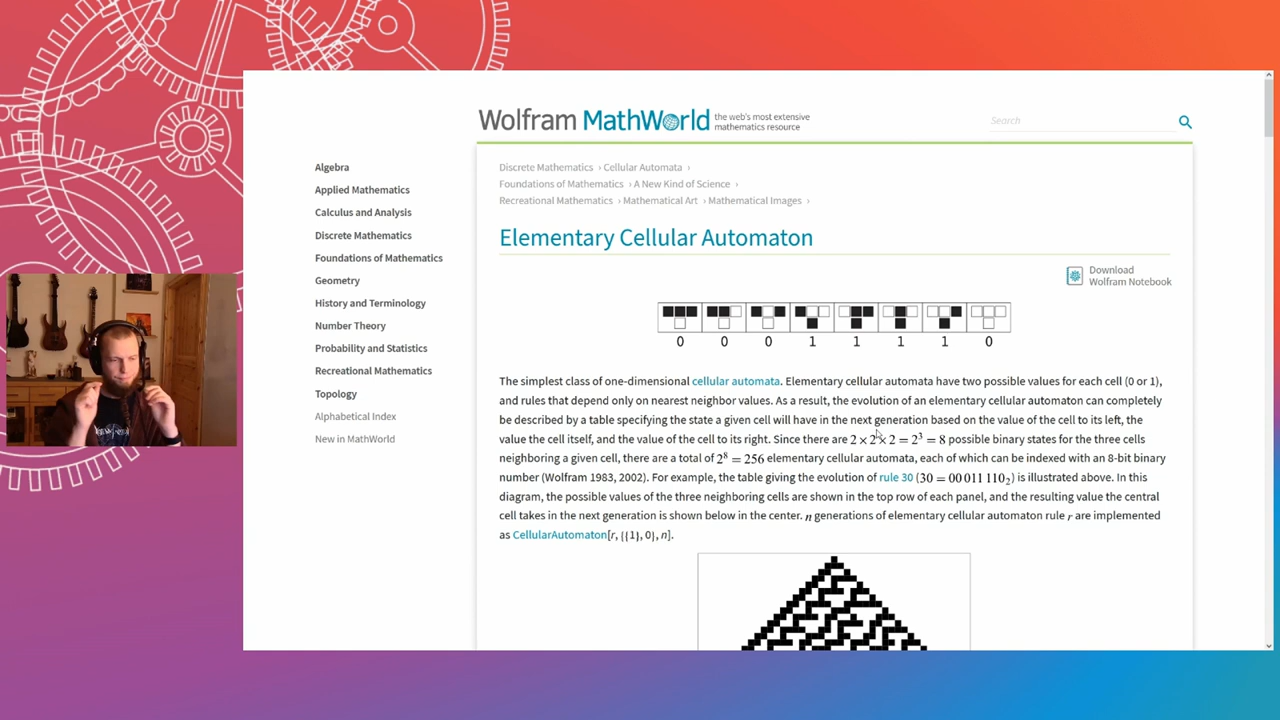 Wolfram MathWorld the web's most extensive
mathematics resource
Search
Algebra
Applied Mathematics
Calculus and Analysis
Discrete Mathematics
Foundations of Mathematics
Geometry
History and Terminology
Number Theory
Probability and Statistics
Recreational Mathematics
Topology
Alphabetical Index
New in MathWorld
Discrete Mathematics › Cellular Automata ›
Foundations of Mathematics › A New Kind of Science ›
Recreational Mathematics › Mathematical Art › Mathematical Images ›
Elementary Cellular Automaton
Download
Wolfram Notebook
0 0 0 1 1 1 1 0
The simplest class of one-dimensional cellular automata. Elementary cellular automata have two possible values for each cell (0 or 1),
and rules that depend only on nearest neighbor values. As a result, the evolution of an elementary cellular automaton can completely
be described by a table specifying the state a given cell will have in the next generation based on the value of the cell to its left, the
value the cell itself, and the value of the cell to its right. Since there are 2 × 2 × 2 = 2³ = 8 possible binary states for the three cells
neighboring a given cell, there are a total of 2⁸ = 256 elementary cellular automata, each of which can be indexed with an 8-bit binary
number (Wolfram 1983, 2002). For example, the table giving the evolution of rule 30 (30 = 00 011 110₂) is illustrated above. In this
diagram, the possible values of the three neighboring cells are shown in the top row of each panel, and the resulting value the central
cell takes in the next generation is shown below in the center. n generations of elementary cellular automaton rule r are implemented
as CellularAutomaton[r, {{1}, 0}, n].